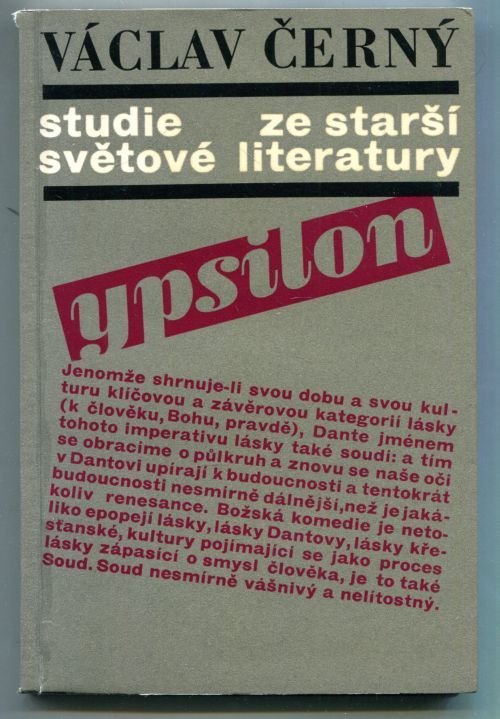 VÁCLAV ČERNÝ
studie ze starší
světové literatury
ypsilon
Jenomže shrnuje-li svou dobu a svou kul-
turu klíčovou a závěrovou kategorií lásky
(k člověku, Bohu, pravdě), Dante jménem
tohoto imperativu lásky také soudí: a tím
se obracíme o půlkruh a znovu se naše oči
v Dantovi upírají k budoucnosti a tentokrát
budoucnosti nesmírně dálnější, než je jaká-
koliv renesance. Božská komedie je neto-
liko epopejí lásky, lásky Dantovy, lásky kře-
sťanské, kultury pojímající se jako proces
lásky zápasící o smysl člověka, je to také
Soud. Soud nesmírně vášnivý a nelítostný.